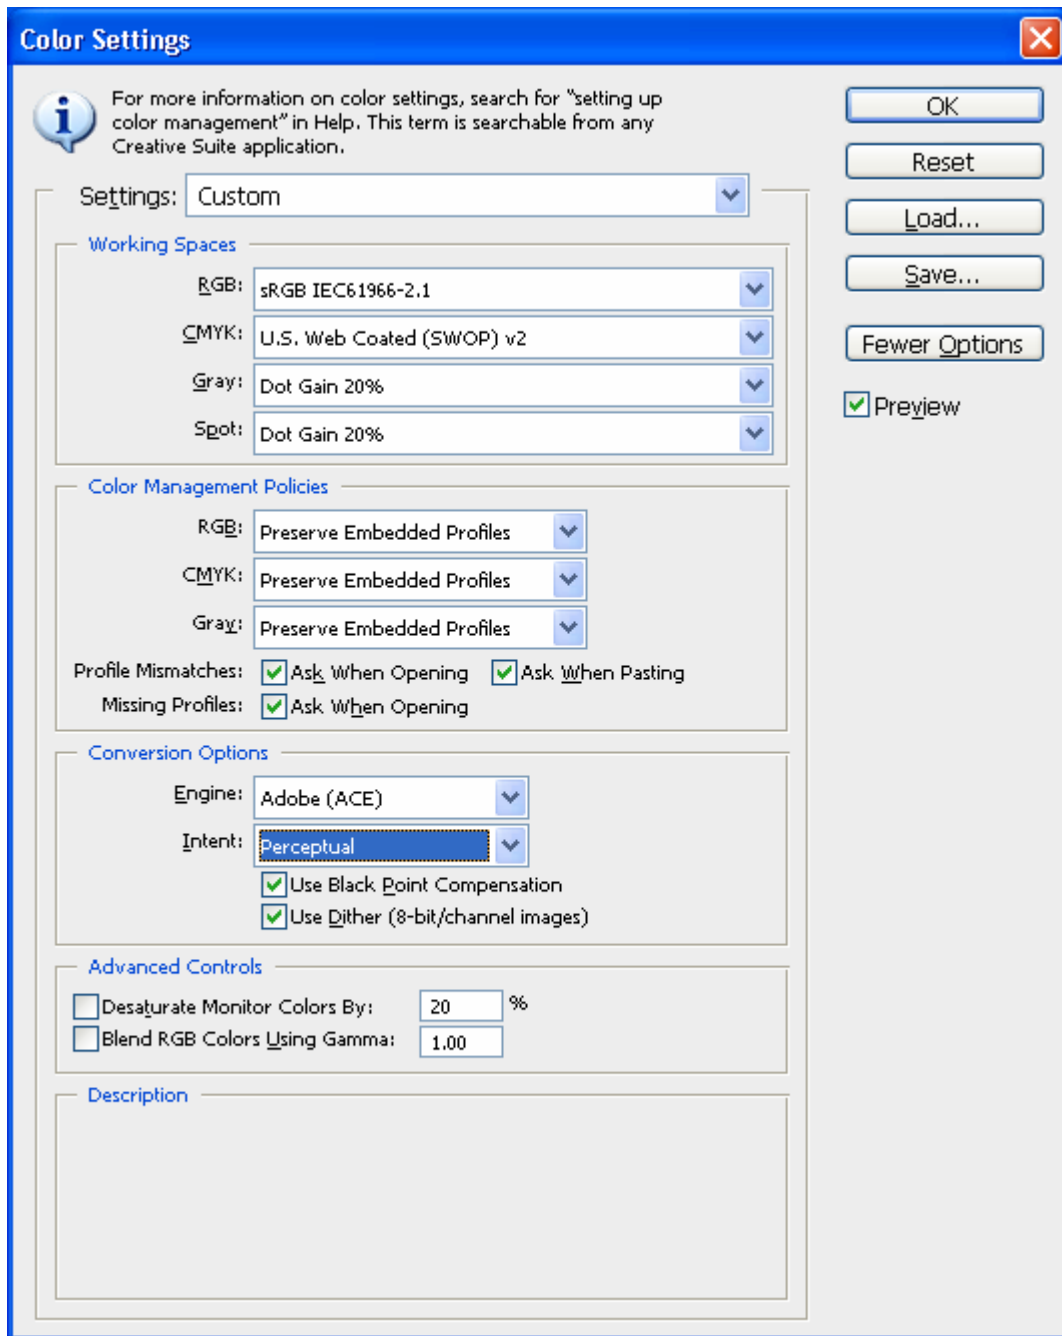 Color Settings
For more information on color settings, search for "setting up
color management" in Help. This term is searchable from any
Creative Suite application.
OK
Reset
Load...
Save...
Fewer Options
Preview
Settings: Custom
Working Spaces
RGB: sRGB IEC61966-2.1
CMYK: U.S. Web Coated (SWOP) v2
Gray: Dot Gain 20%
Spot: Dot Gain 20%
Color Management Policies
RGB: Preserve Embedded Profiles
CMYK: Preserve Embedded Profiles
Gray: Preserve Embedded Profiles
Profile Mismatches: Ask When Opening Ask When Pasting
Missing Profiles: Ask When Opening
Conversion Options
Engine: Adobe (ACE)
Intent: Perceptual
Use Black Point Compensation
Use Dither (8-bit/channel images)
Advanced Controls
Desaturate Monitor Colors By: 20 %
Blend RGB Colors Using Gamma: 1.00
Description